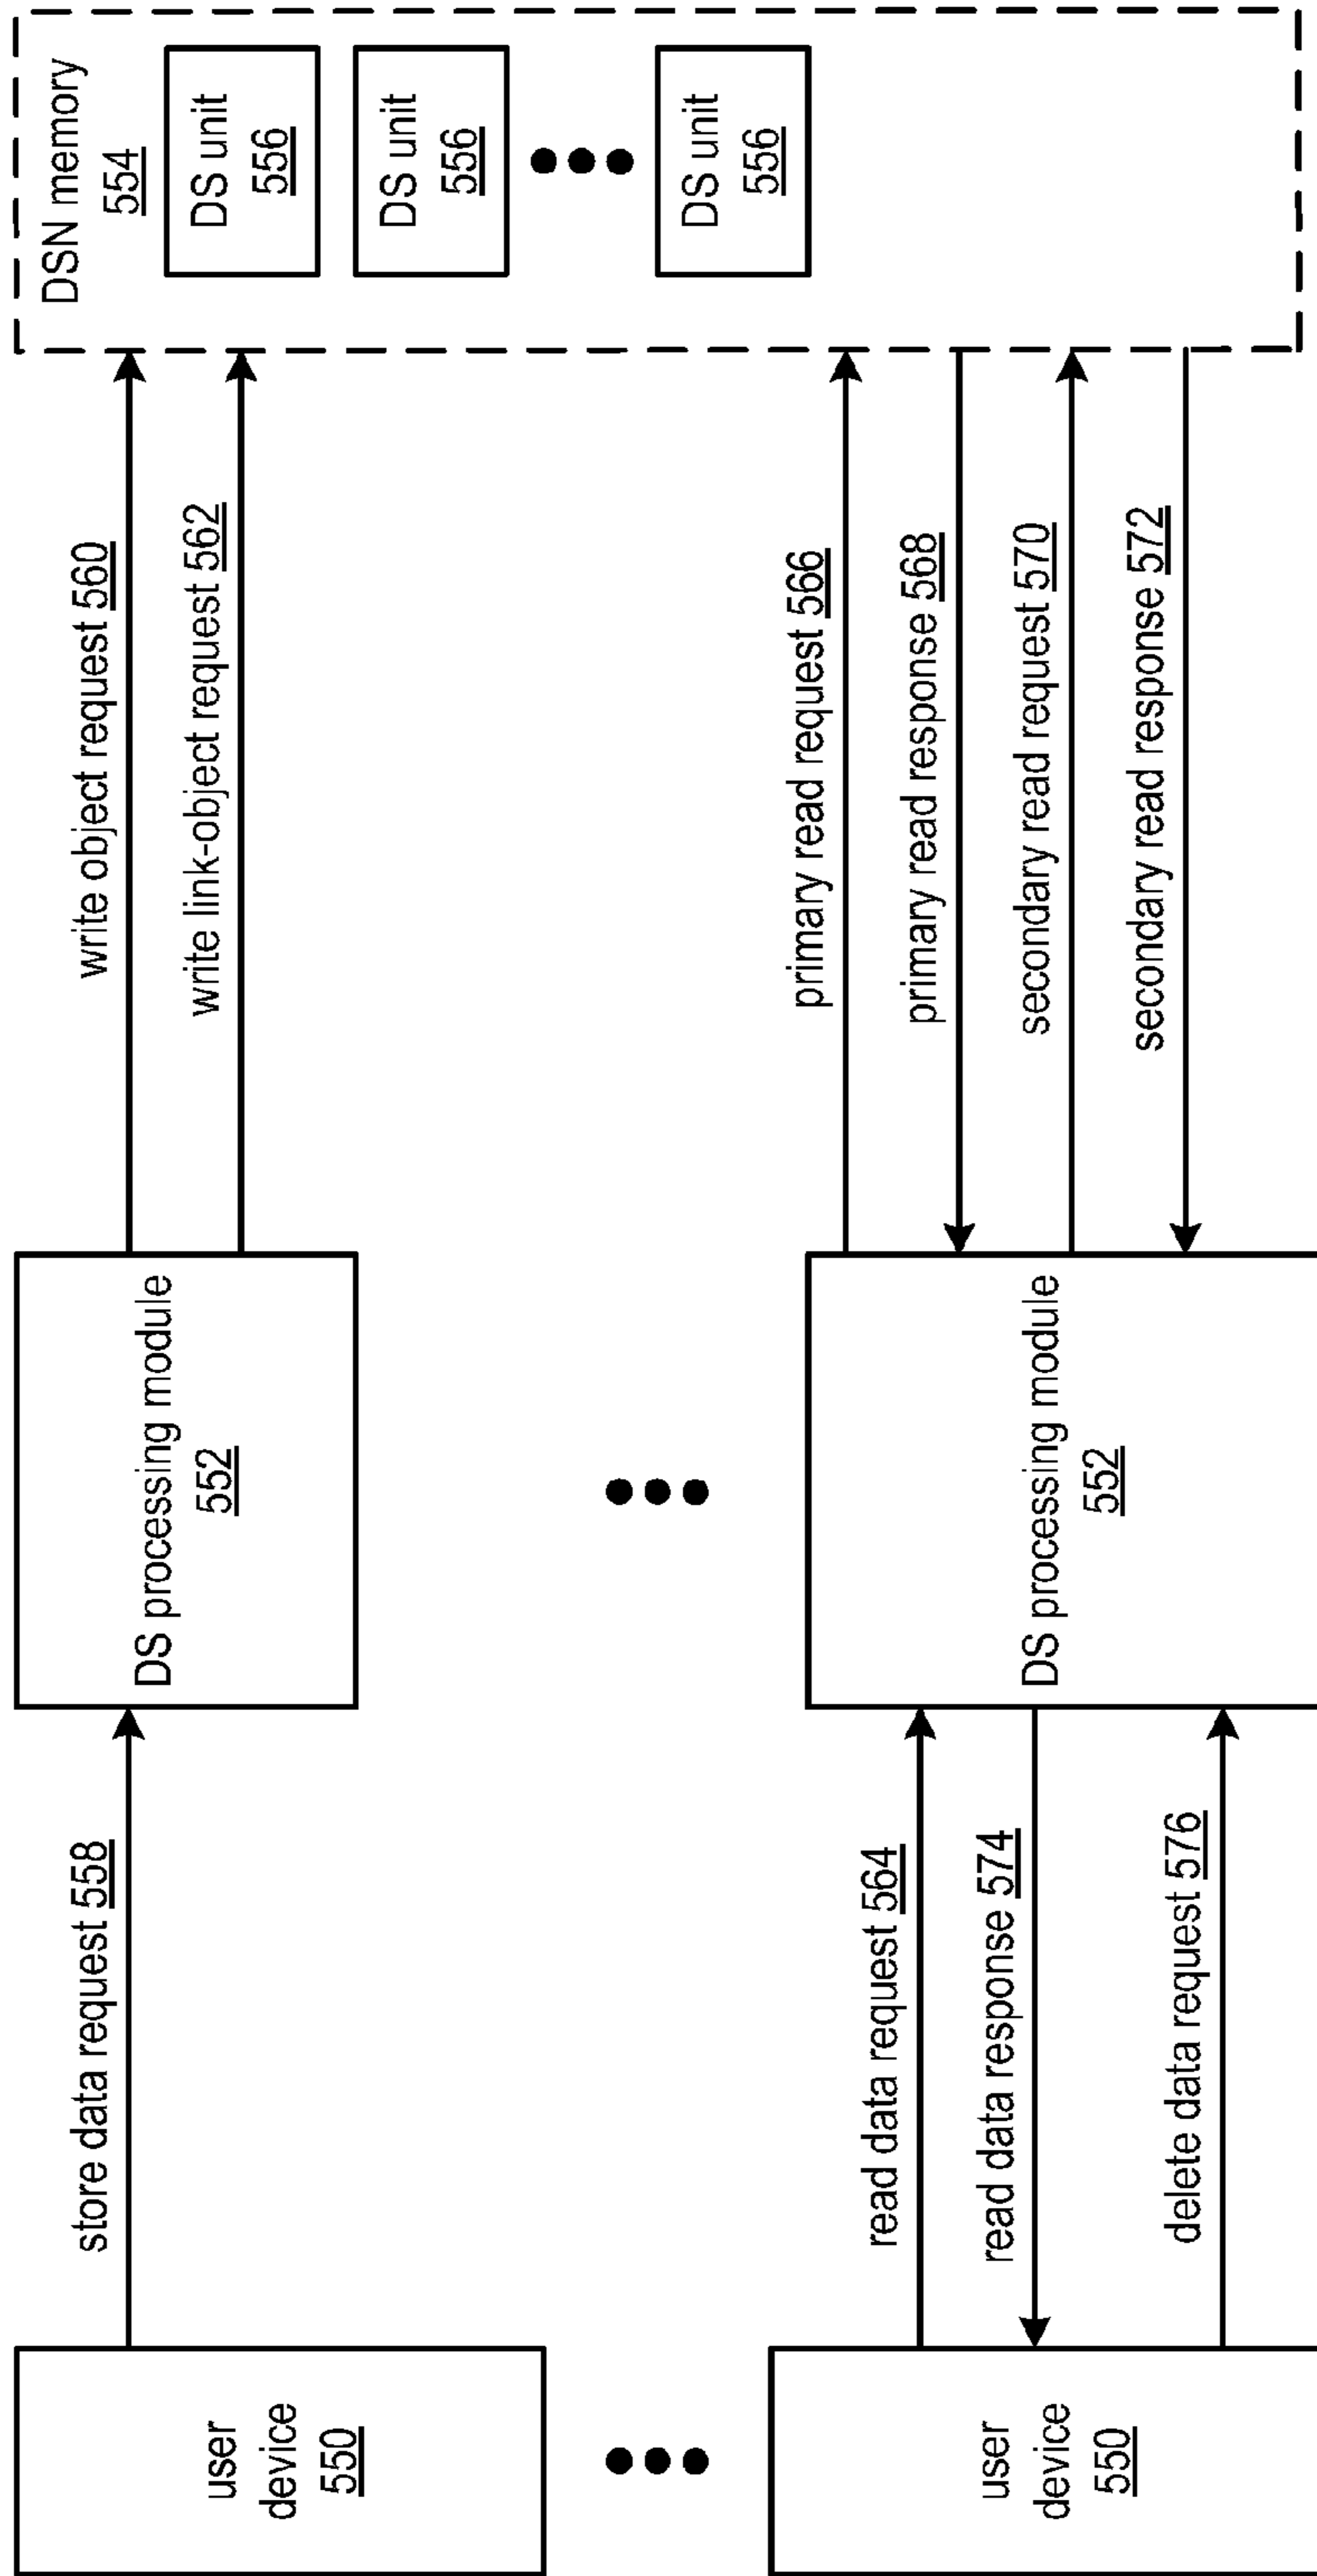 user
device
550
store data request 558
DS processing module
552
write object request 560
write link-object request 562
DSN memory
554
DS unit
556
DS unit
556
DS unit
556
user
device
550
read data request 564
read data response 574
delete data request 576
DS processing module
552
primary read request 566
primary read response 568
secondary read request 570
secondary read response 572